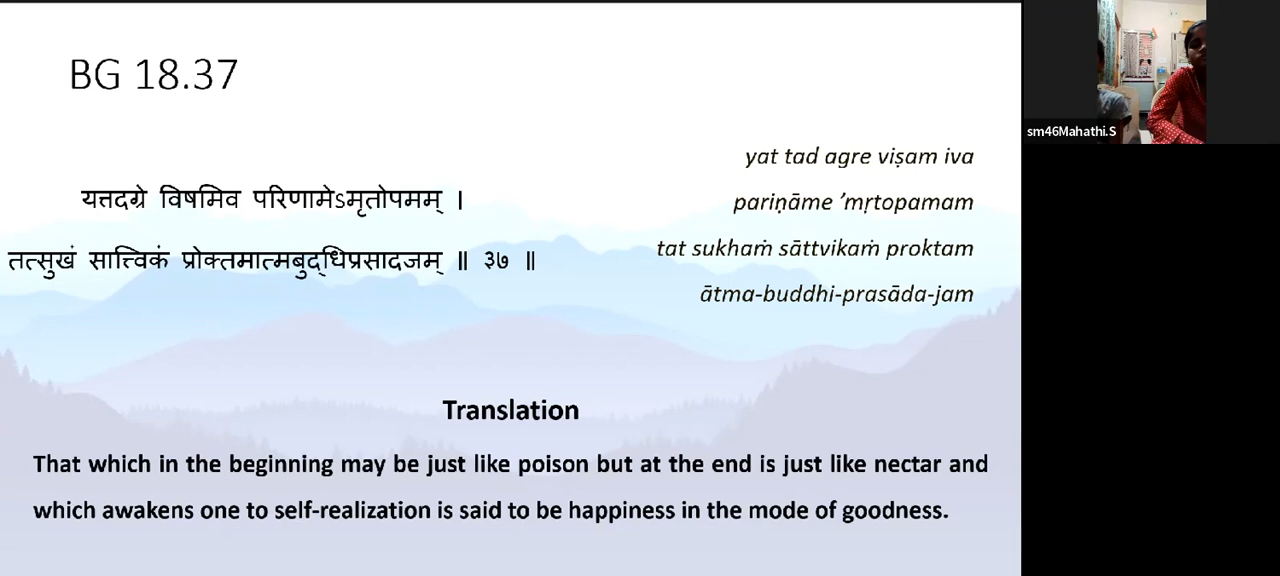 BG 18.37
यत्तदग्रे विषमिव परिणामेऽमृतोपमम् ।
तत्सुखं सात्त्विकं प्रोक्तमात्मबुद्धिप्रसादजम् ॥ ३७ ॥
yat tad agre viṣam iva
pariṇāme ’mṛtopamam
tat sukhaṁ sāttvikaṁ proktam
ātma-buddhi-prasāda-jam
Translation
That which in the beginning may be just like poison but at the end is just like nectar and
which awakens one to self-realization is said to be happiness in the mode of goodness.
sm46Mahathi.S